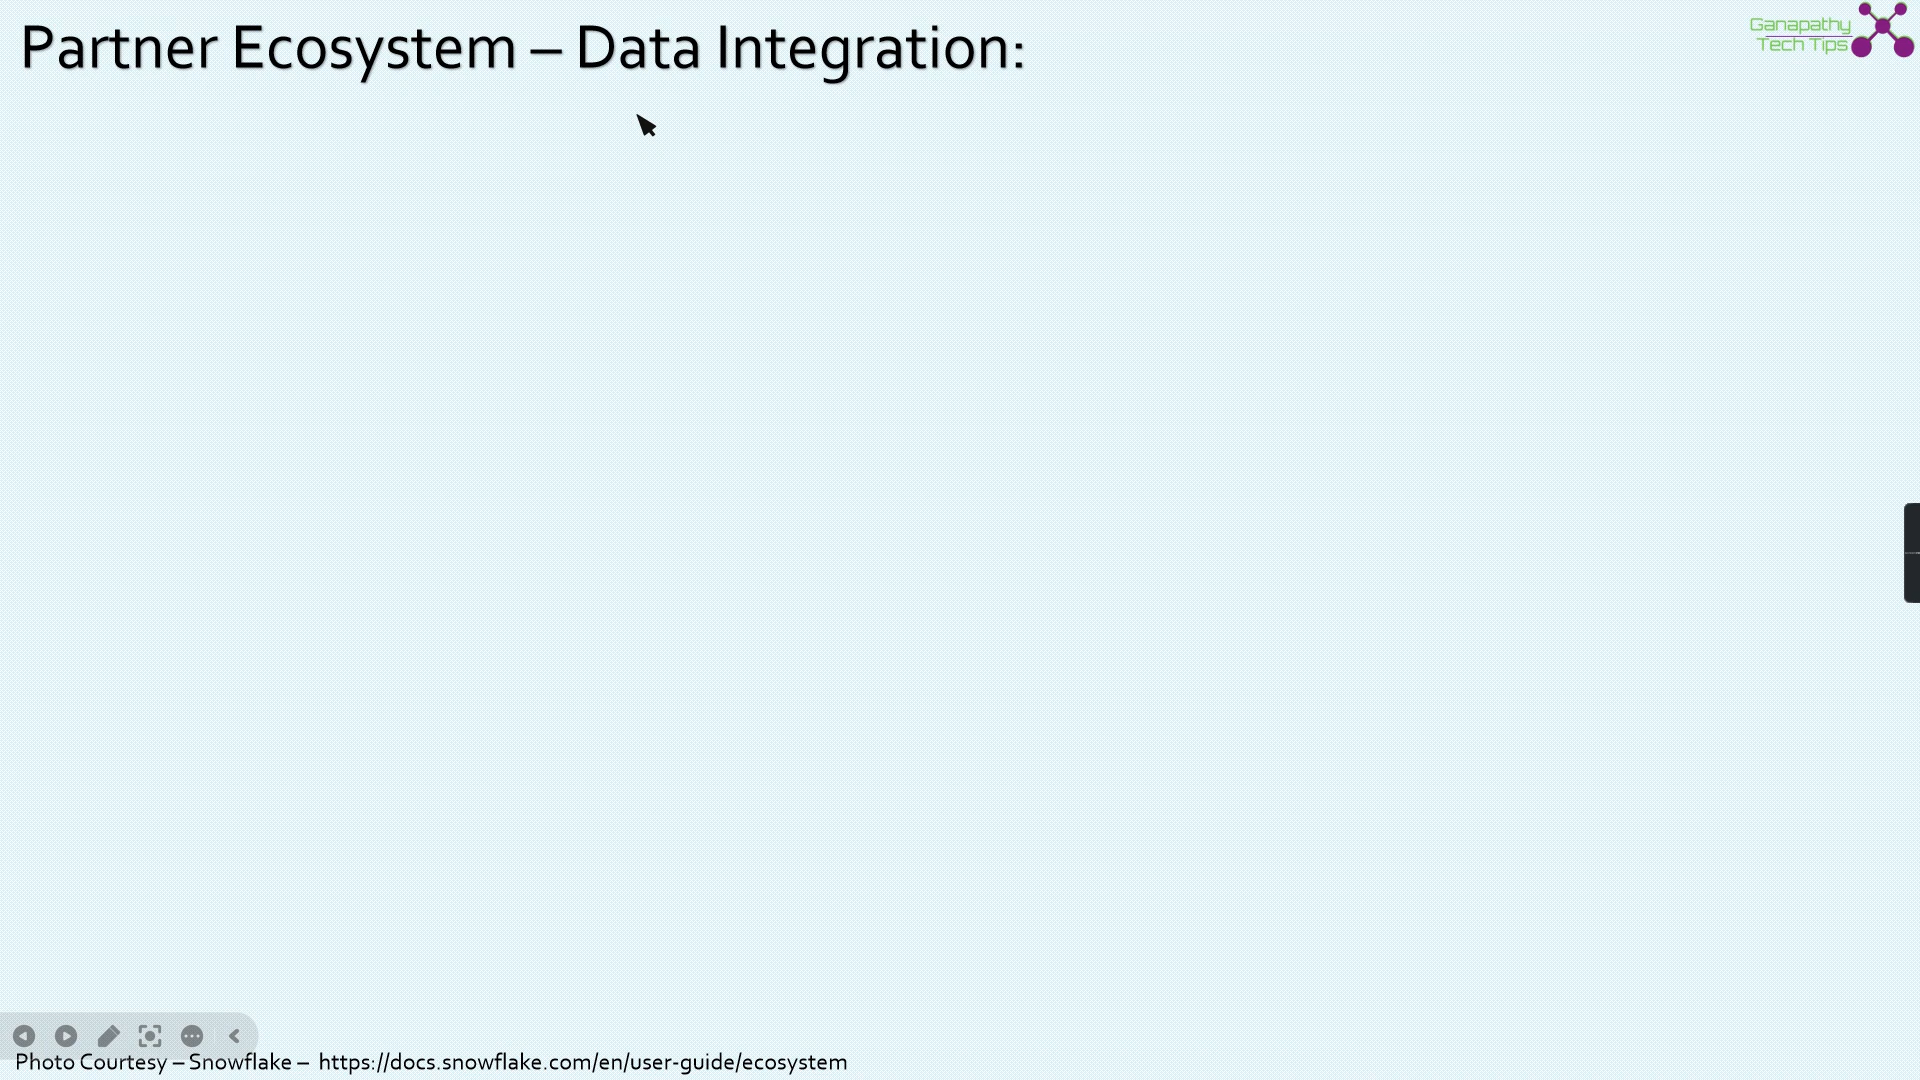 Partner Ecosystem – Data Integration:
Ganapathy
Tech Tips
Photo Courtesy – Snowflake – https://docs.snowflake.com/en/user-guide/ecosystem